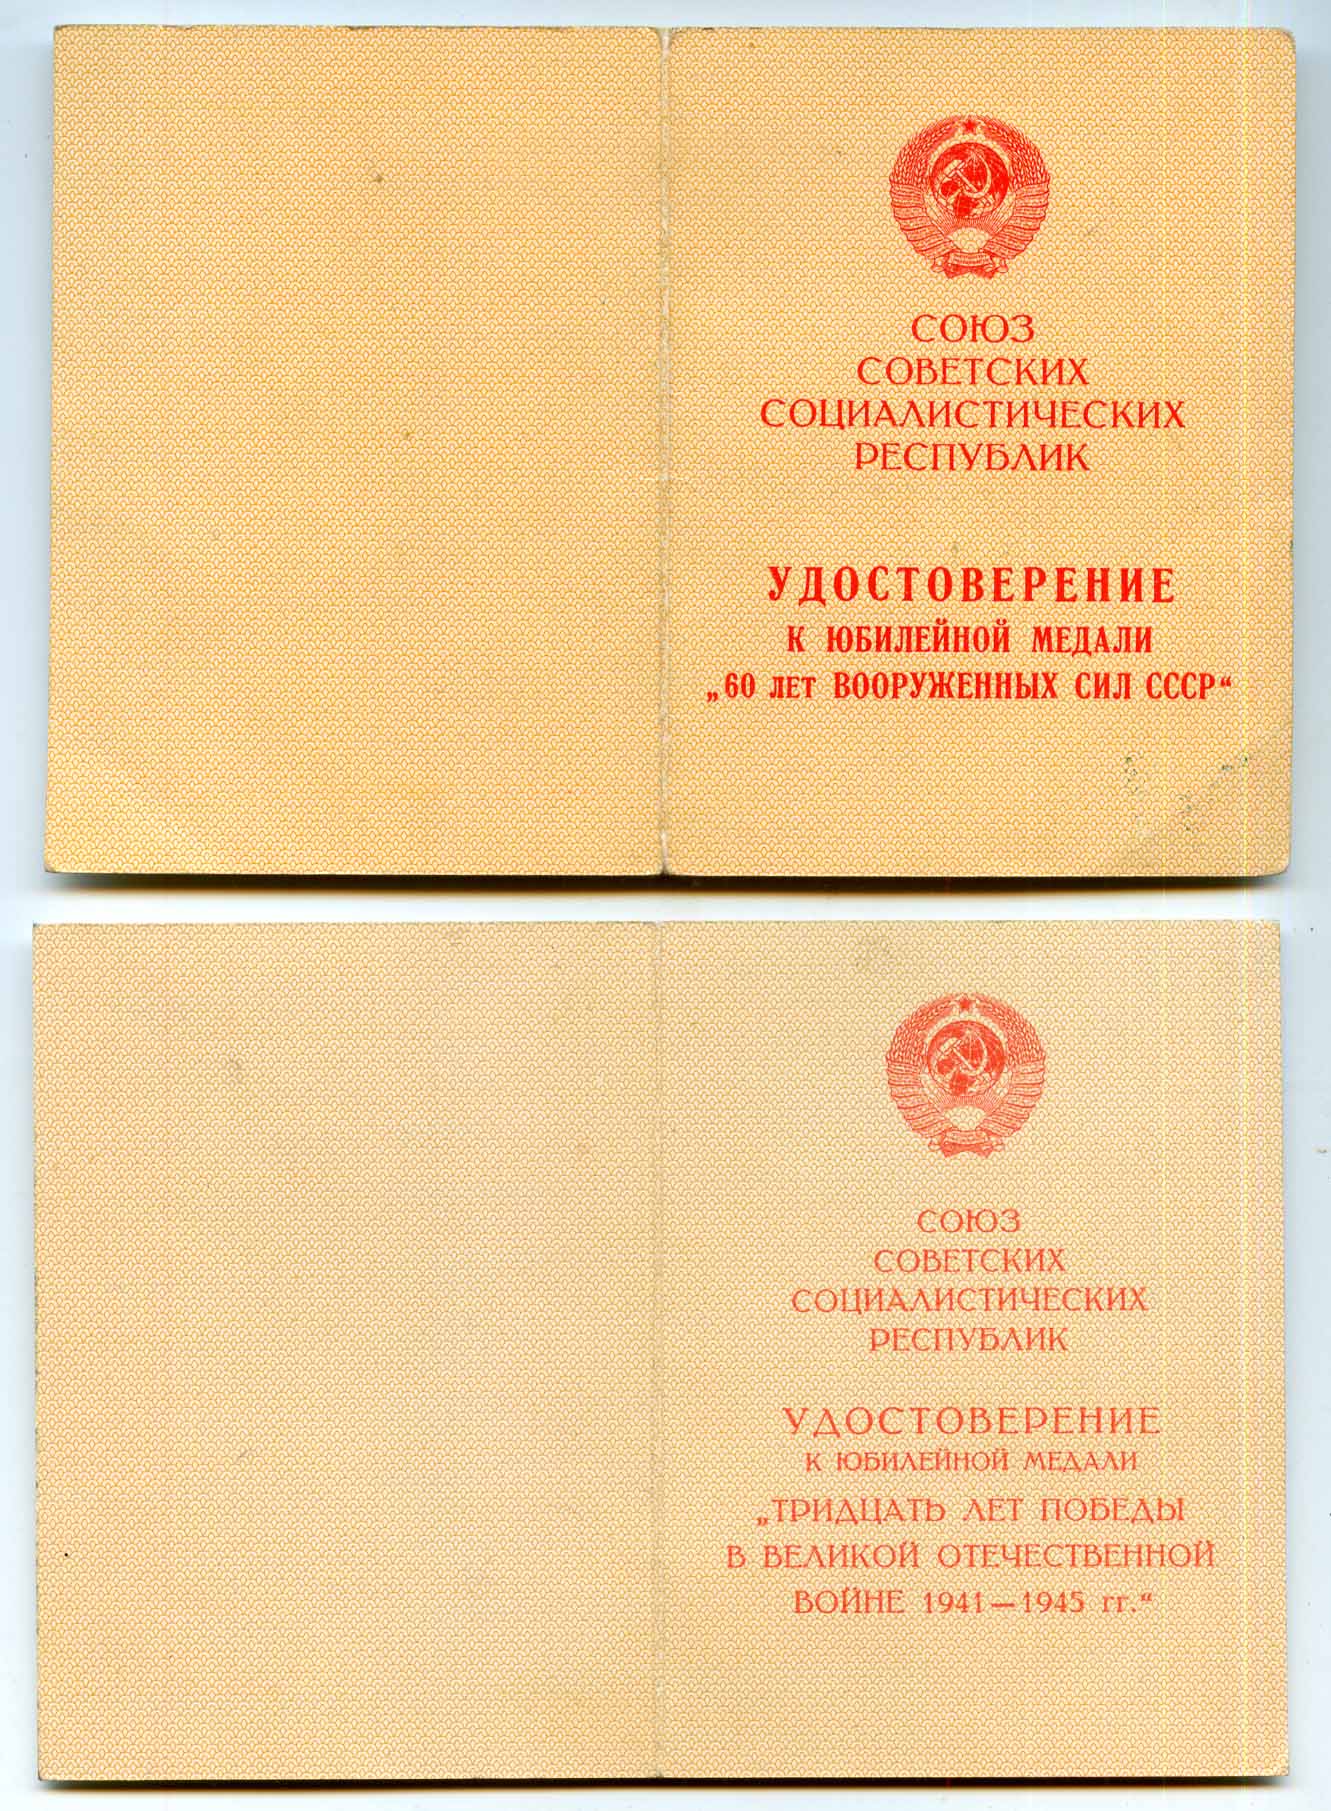 СОЮЗ
СОВЕТСКИХ
СОЦИАЛИСТИЧЕСКИХ
РЕСПУБЛИК
УДОСТОВЕРЕНИЕ
К ЮБИЛЕЙНОЙ МЕДАЛИ
„60 ЛЕТ ВООРУЖЕННЫХ СИЛ СССР“
СОЮЗ
СОВЕТСКИХ
СОЦИАЛИСТИЧЕСКИХ
РЕСПУБЛИК
УДОСТОВЕРЕНИЕ
К ЮБИЛЕЙНОЙ МЕДАЛИ
„ТРИДЦАТЬ ЛЕТ ПОБЕДЫ
В ВЕЛИКОЙ ОТЕЧЕСТВЕННОЙ
ВОЙНЕ 1941—1945 гг.“